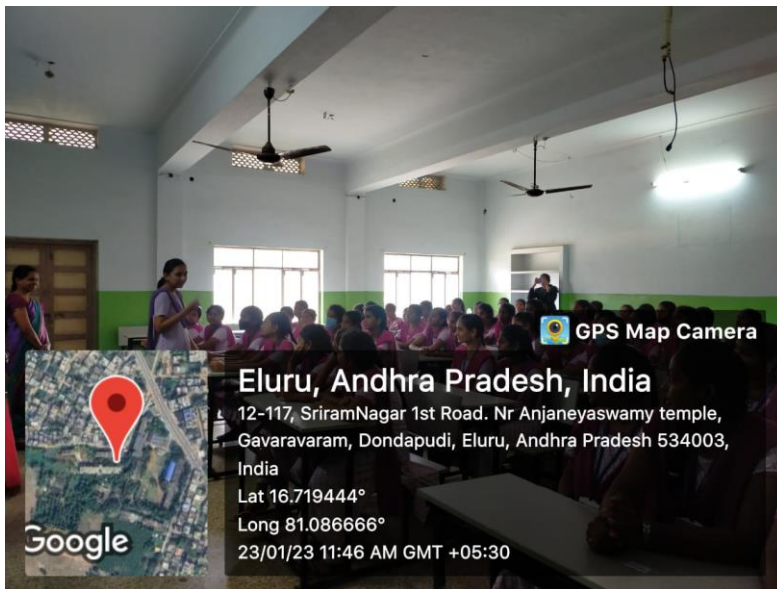 GPS Map Camera
Eluru, Andhra Pradesh, India
12-117, SriramNagar 1st Road. Nr Anjaneyaswamy temple,
Gavaravaram, Dondapudi, Eluru, Andhra Pradesh 534003,
India
Lat 16.719444°
Long 81.086666°
23/01/23 11:46 AM GMT +05:30
Google